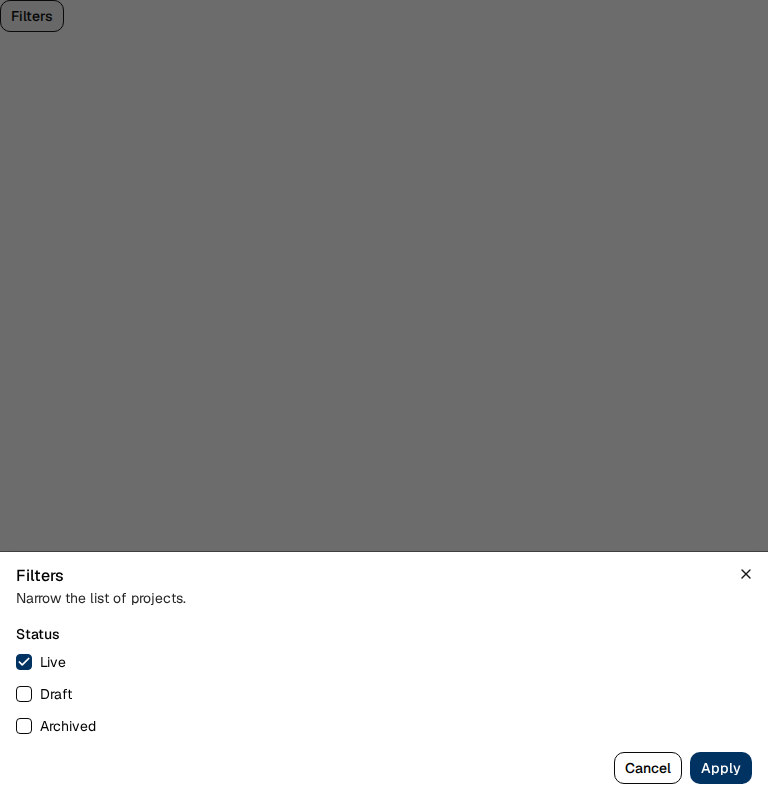 Filters
Filters
Narrow the list of projects.
Status
Live
Draft
Archived
Cancel
Apply